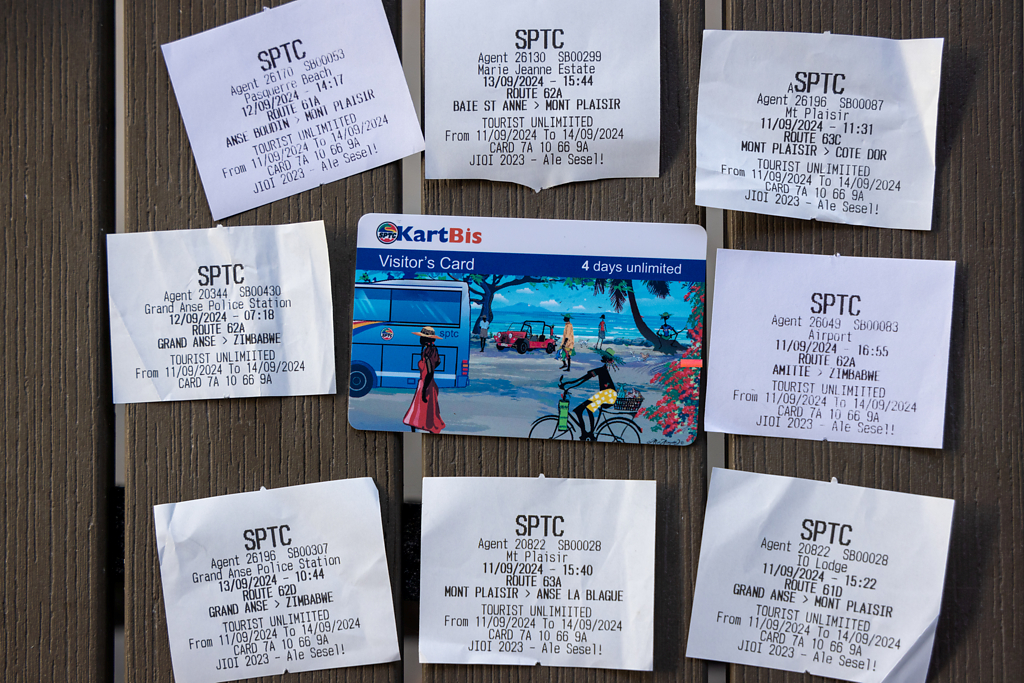 SPTC
Agent 26170 SB00053
Pasquerre Beach
12/09/2024 - 14:17
ROUTE 61A
ANSE BOUDIN > MONT PLAISIR
TOURIST UNLIMIITED
From 11/09/2024 To 14/09/2024
CARD 7A 10 66 9A
JIOI 2023 - Ale Sesel!
SPTC
Agent 26130 SB00299
Marie Jeanne Estate
13/09/2024 - 15:44
ROUTE 62A
BAIE ST ANNE > MONT PLAISIR
TOURIST UNLIMIITED
From 11/09/2024 To 14/09/2024
CARD 7A 10 66 9A
JIOI 2023 - Ale Sesel!
SPTC
Agent 26196 SB00087
Mt Plaisir
11/09/2024 - 11:31
ROUTE 63C
MONT PLAISIR > COTE DOR
TOURIST UNLIMIITED
From 11/09/2024 To 14/09/2024
CARD 7A 10 66 9A
JIOI 2023 - Ale Sesel!
SPTC
Agent 20344 SB00430
Grand Anse Police Station
12/09/2024 - 07:18
ROUTE 62A
GRAND ANSE > ZIMBABWE
TOURIST UNLIMIITED
From 11/09/2024 To 14/09/2024
CARD 7A 10 66 9A
SPTC KartBis
Visitor's Card 4 days unlimited
sptc
SPTC
Agent 26049 SB00083
Airport
11/09/2024 - 16:55
ROUTE 62A
AMITIE > ZIMBABWE
TOURIST UNLIMIITED
From 11/09/2024 To 14/09/2024
CARD 7A 10 66 9A
JIOI 2023 - Ale Sesel!
SPTC
Agent 26196 SB00307
Grand Anse Police Station
13/09/2024 - 10:44
ROUTE 62D
GRAND ANSE > ZIMBABWE
TOURIST UNLIMIITED
From 11/09/2024 To 14/09/2024
CARD 7A 10 66 9A
JIOI 2023 - Ale Sesel!
SPTC
Agent 20822 SB00028
Mt Plaisir
11/09/2024 - 15:40
ROUTE 63A
MONT PLAISIR > ANSE LA BLAGUE
TOURIST UNLIMIITED
From 11/09/2024 To 14/09/2024
CARD 7A 10 66 9A
JIOI 2023 - Ale Sesel!
SPTC
Agent 20822 SB00028
IO Lodge
11/09/2024 - 15:22
ROUTE 61D
GRAND ANSE > MONT PLAISIR
TOURIST UNLIMIITED
From 11/09/2024 To 14/09/2024
CARD 7A 10 66 9A
JIOI 2023 - Ale Sesel!